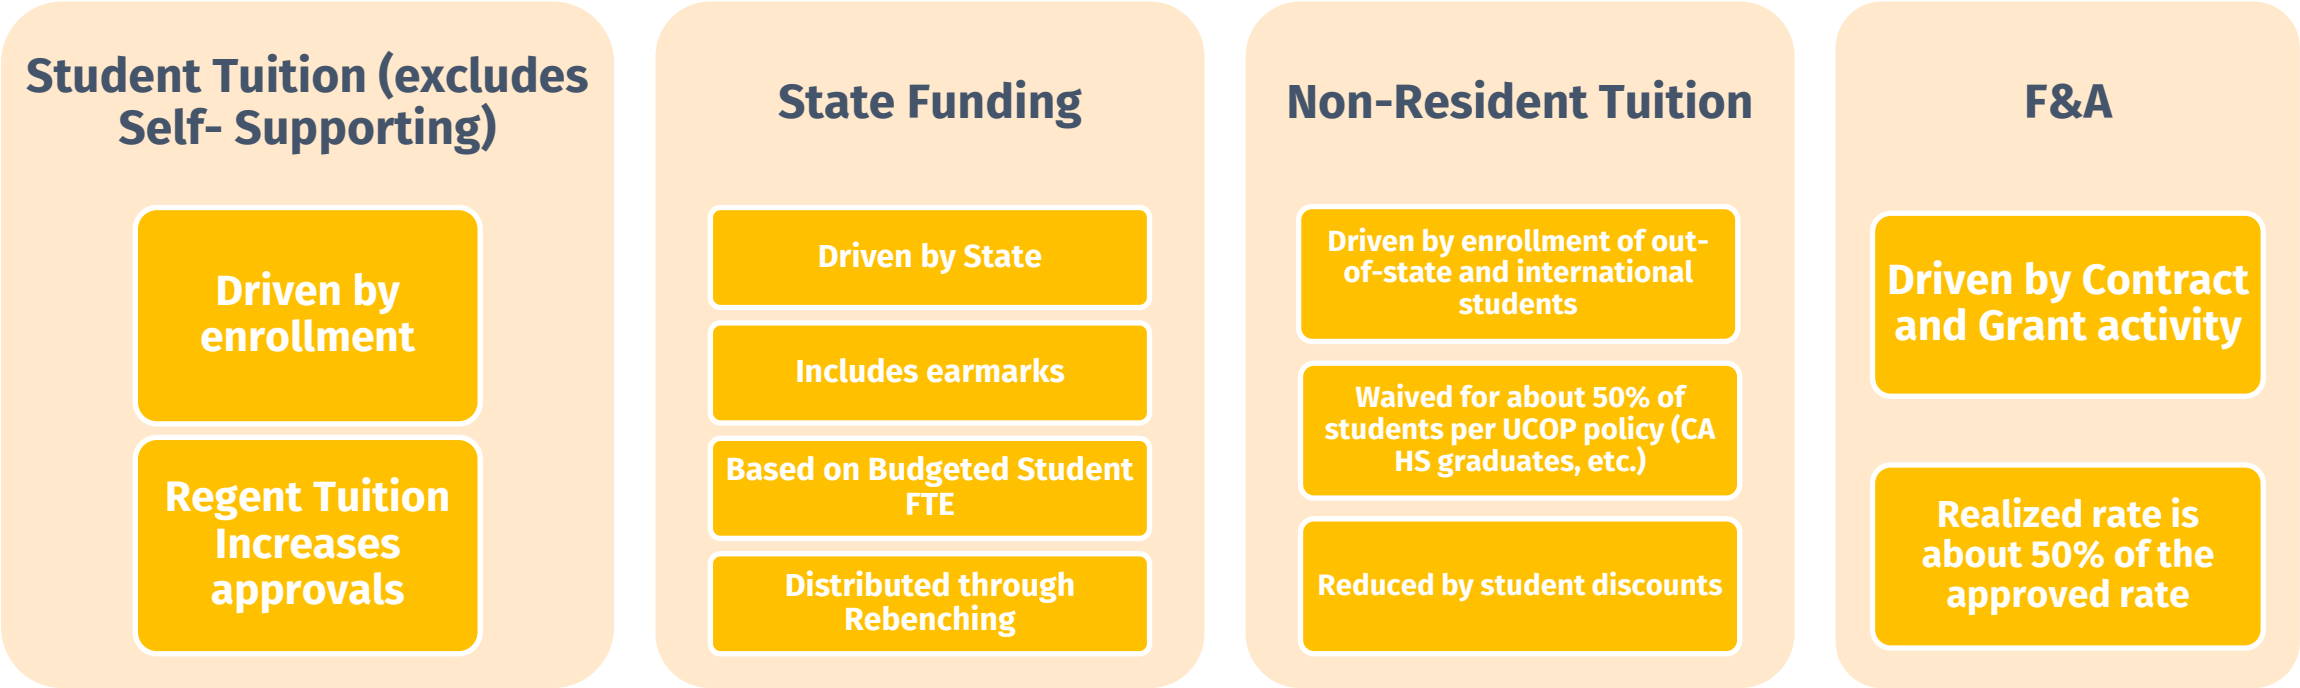 Student Tuition (excludes
Self- Supporting)
Driven by
enrollment
Regent Tuition
Increases
approvals
State Funding
Driven by State
Includes earmarks
Based on Budgeted Student
FTE
Distributed through
Rebenching
Non-Resident Tuition
Driven by enrollment of out-
of-state and international
students
Waived for about 50% of
students per UCOP policy (CA
HS graduates, etc.)
Reduced by student discounts
F&A
Driven by Contract
and Grant activity
Realized rate is
about 50% of the
approved rate